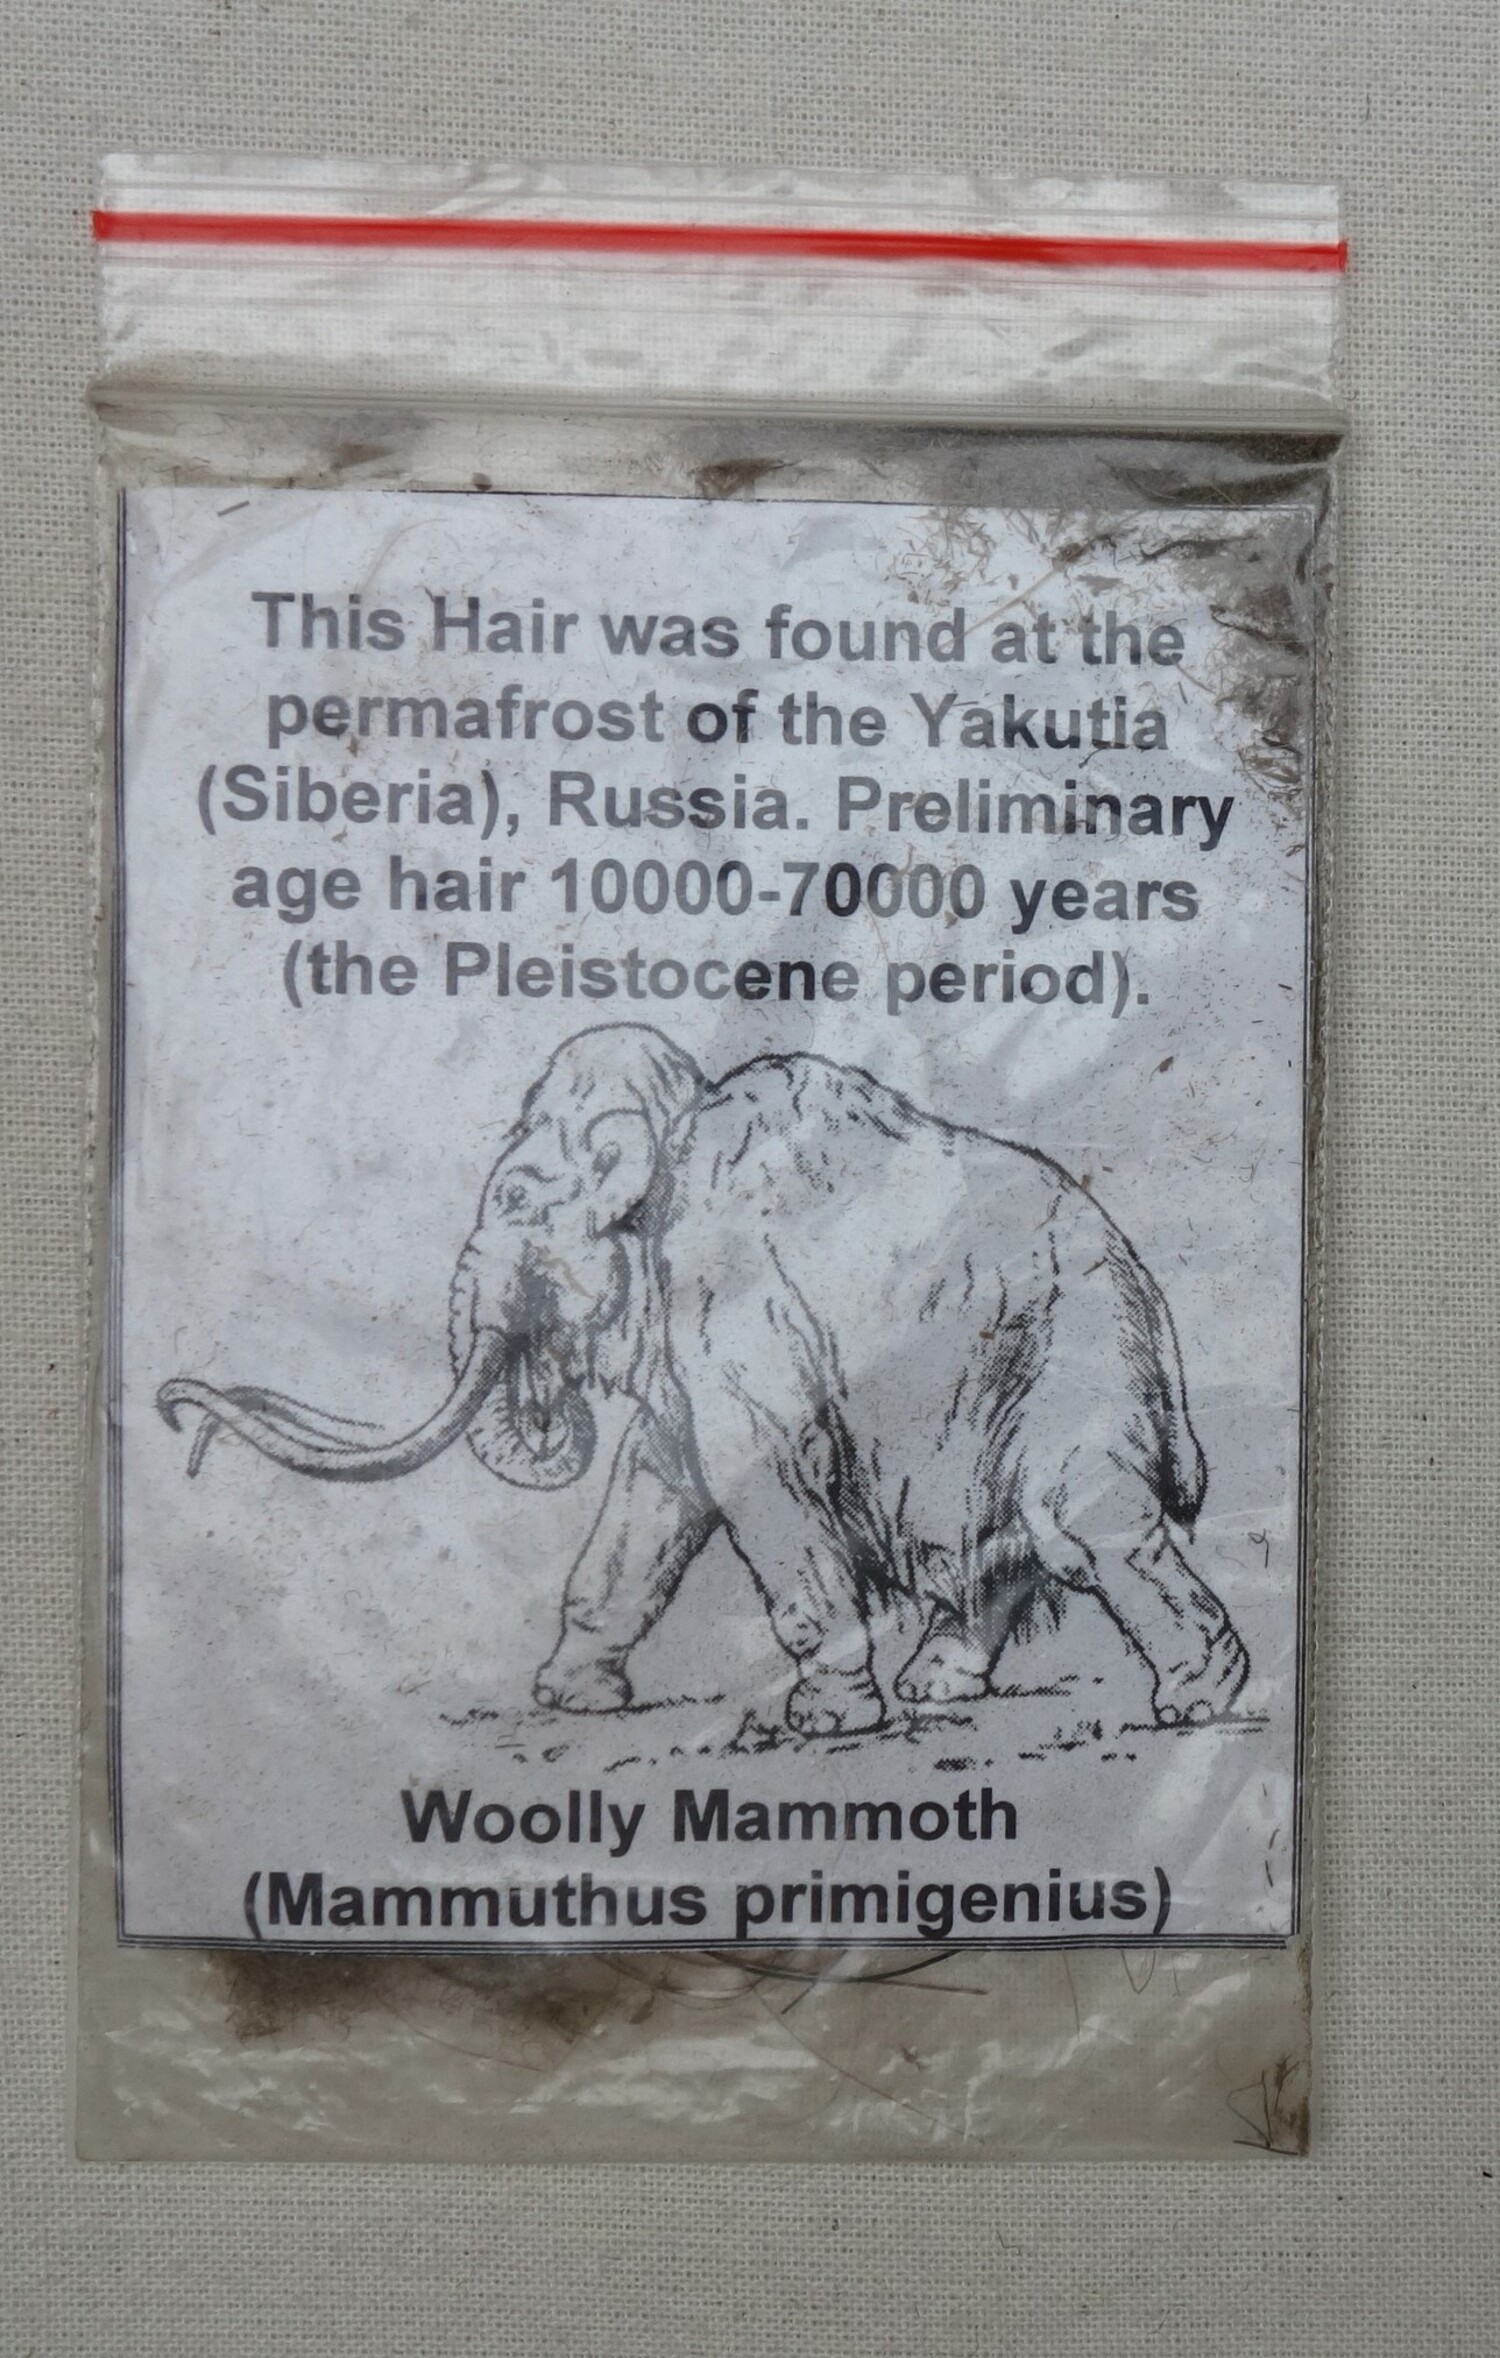 This Hair was found at the
permafrost of the Yakutia
(Siberia), Russia. Preliminary
age hair 10000-70000 years
(the Pleistocene period).
Woolly Mammoth
(Mammuthus primigenius)